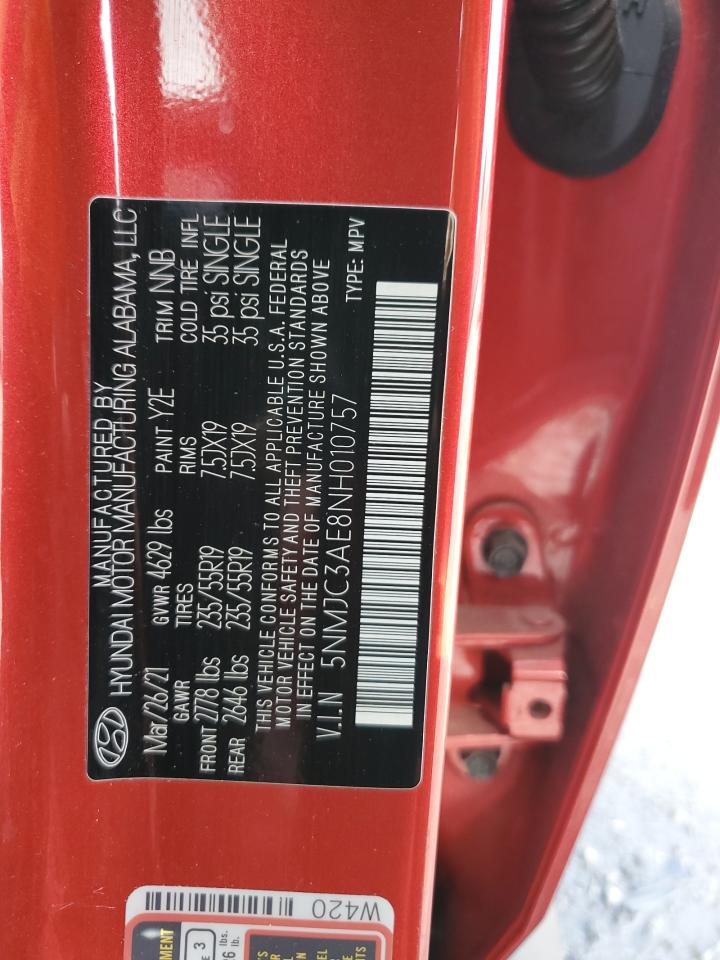 MANUFACTURED BY
HYUNDAI MOTOR MANUFACTURING ALABAMA, LLC
Mar/26/21 GVWR 4629 lbs PAINT Y2E TRIM NNB
GAWR TIRES RIMS COLD TIRE INFL
FRONT 2778 lbs 235/55R19 7.5JX19 35 psi SINGLE
REAR 2646 lbs 235/55R19 7.5JX19 35 psi SINGLE
THIS VEHICLE CONFORMS TO ALL APPLICABLE U.S.A. FEDERAL
MOTOR VEHICLE SAFETY AND THEFT PREVENTION STANDARDS
IN EFFECT ON THE DATE OF MANUFACTURE SHOWN ABOVE
V.I.N 5NMJC3AE8NH010757 TYPE: MPV
W420
3
lbs.
lb.